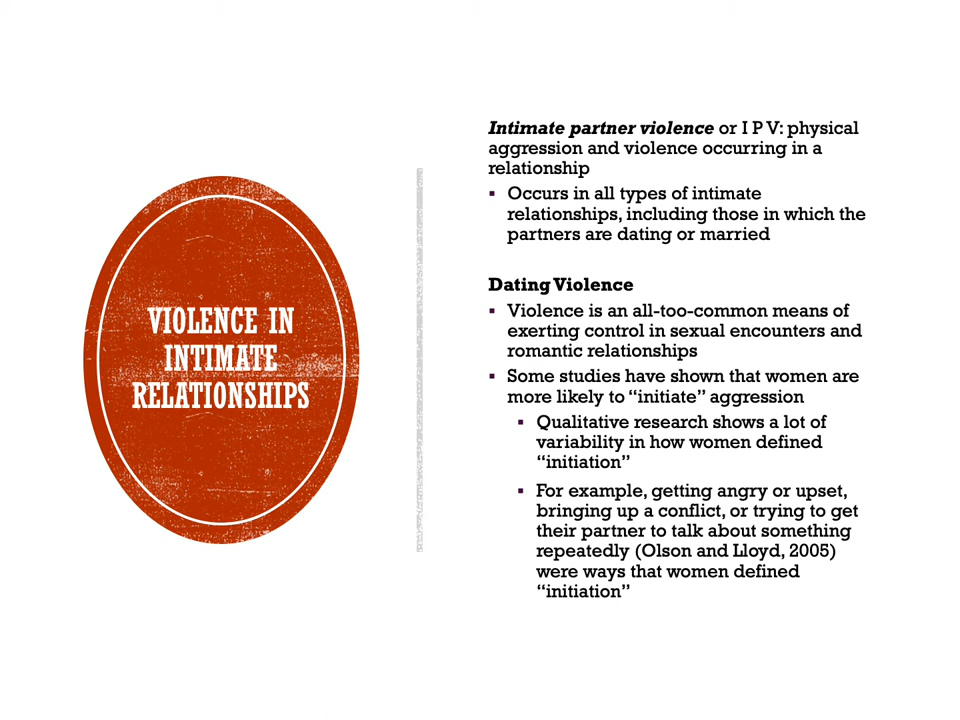 VIOLENCE IN
INTIMATE
RELATIONSHIPS
Intimate partner violence or I P V: physical
aggression and violence occurring in a
relationship
▪ Occurs in all types of intimate
relationships, including those in which the
partners are dating or married
Dating Violence
▪ Violence is an all-too-common means of
exerting control in sexual encounters and
romantic relationships
▪ Some studies have shown that women are
more likely to “initiate” aggression
▪ Qualitative research shows a lot of
variability in how women defined
“initiation”
▪ For example, getting angry or upset,
bringing up a conflict, or trying to get
their partner to talk about something
repeatedly (Olson and Lloyd, 2005)
were ways that women defined
“initiation”